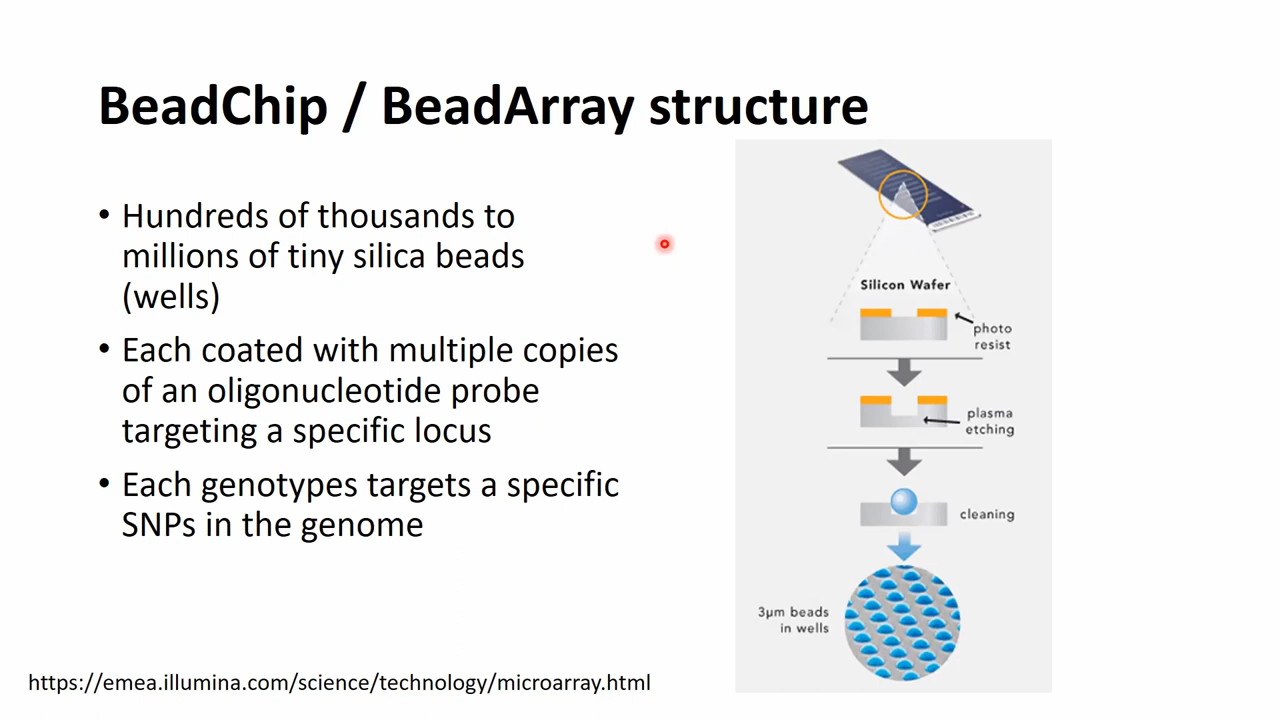 BeadChip / BeadArray structure
• Hundreds of thousands to
millions of tiny silica beads
(wells)
• Each coated with multiple copies
of an oligonucleotide probe
targeting a specific locus
• Each genotypes targets a specific
SNPs in the genome
Silicon Wafer
photo
resist
plasma
etching
cleaning
3µm beads
in wells
https://emea.illumina.com/science/technology/microarray.html